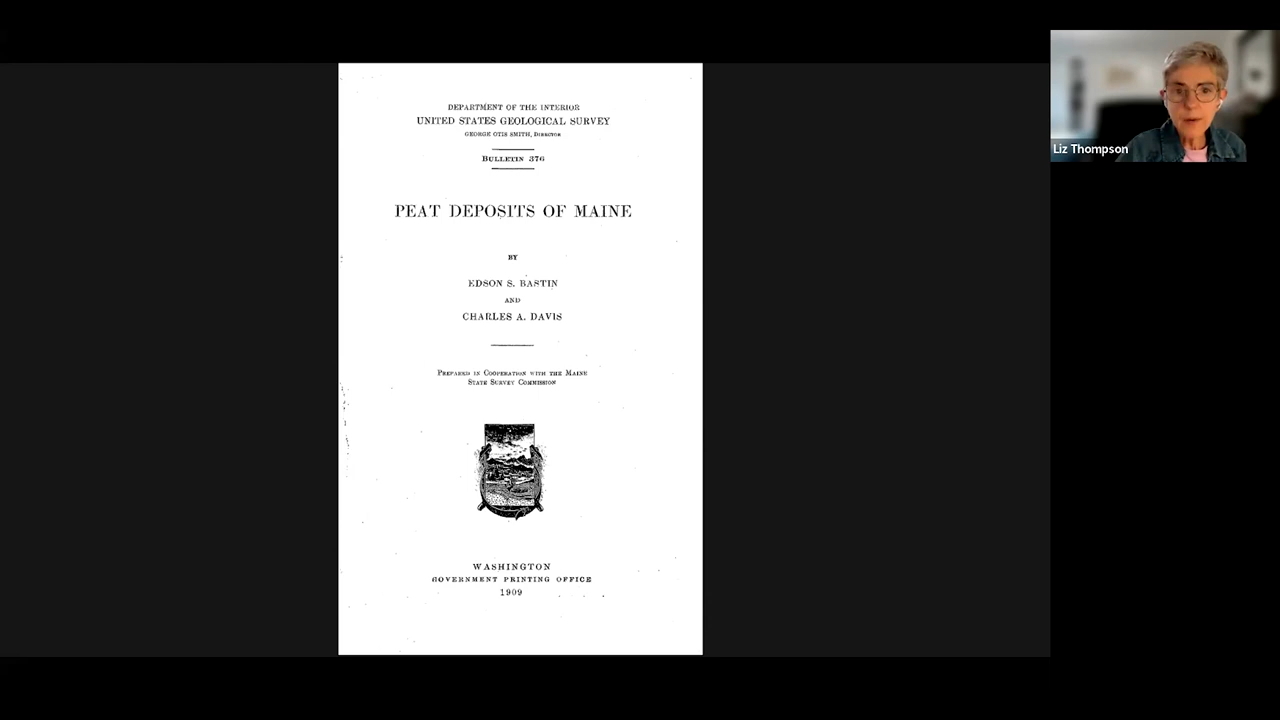 DEPARTMENT OF THE INTERIOR
UNITED STATES GEOLOGICAL SURVEY
GEORGE OTIS SMITH, DIRECTOR
BULLETIN 376
PEAT DEPOSITS OF MAINE
BY
EDSON S. BASTIN
AND
CHARLES A. DAVIS
PREPARED IN COOPERATION WITH THE MAINE
STATE SURVEY COMMISSION
WASHINGTON
GOVERNMENT PRINTING OFFICE
1909
Liz Thompson